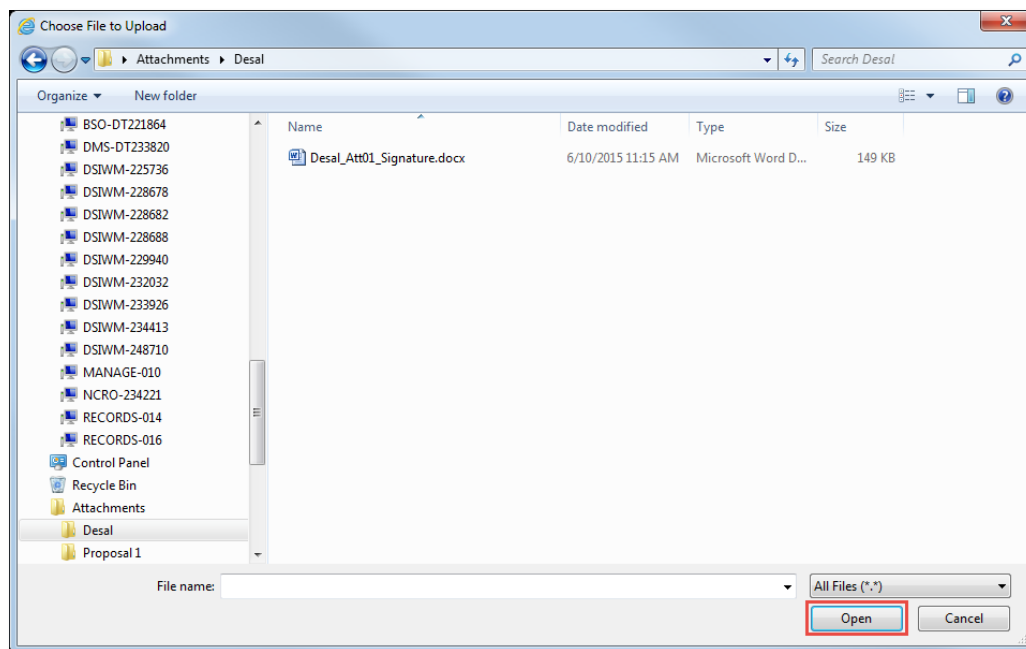 Choose File to Upload
Attachments Desal
Search Desal
Organize New folder
Name Date modified Type Size
Desal_Att01_Signature.docx 6/10/2015 11:15 AM Microsoft Word D... 149 KB
BSO-DT221864
DMS-DT233820
DSIWM-225736
DSIWM-228678
DSIWM-228682
DSIWM-228688
DSIWM-229940
DSIWM-232032
DSIWM-233926
DSIWM-234413
DSIWM-248710
MANAGE-010
NCRO-234221
RECORDS-014
RECORDS-016
Control Panel
Recycle Bin
Attachments
Desal
Proposal 1
File name: All Files (*.*)
Open Cancel